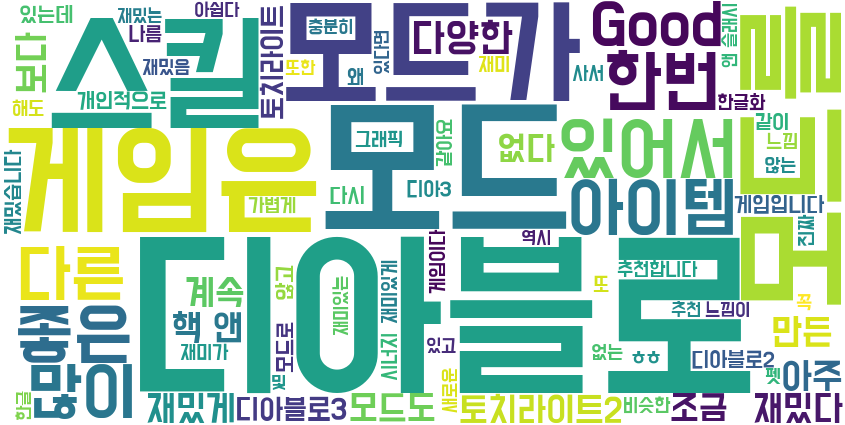 있는데
재밌는
아쉽다
나름
재밌음
스킬
보다
해도
개인적으로
토치라이트
또한
모드가
충분히
왜
있다면
다양한
재미
사서
Good
한번
한글화
앤 슬래시
들
게임은
재밌습니다
가볍게
모드
그래픽
같아요
다시
디아3
없다
있어서
아이템
같이
느낌
않는
게임입니다
진짜
역시
다른
계속
않고
핵 앤
좋은
많이
재미가
디아블로
재미있는
재미있게
게임이다
추천합니다
또
꼭
만든
추천
느낌이
모드로
시너지
있고
없는
ㅎㅎ
디아블로2
펫
아주
한글
재밌게
및
디아블로3
모드도
새로운
토치라이트2
비슷한
조금
재밌다